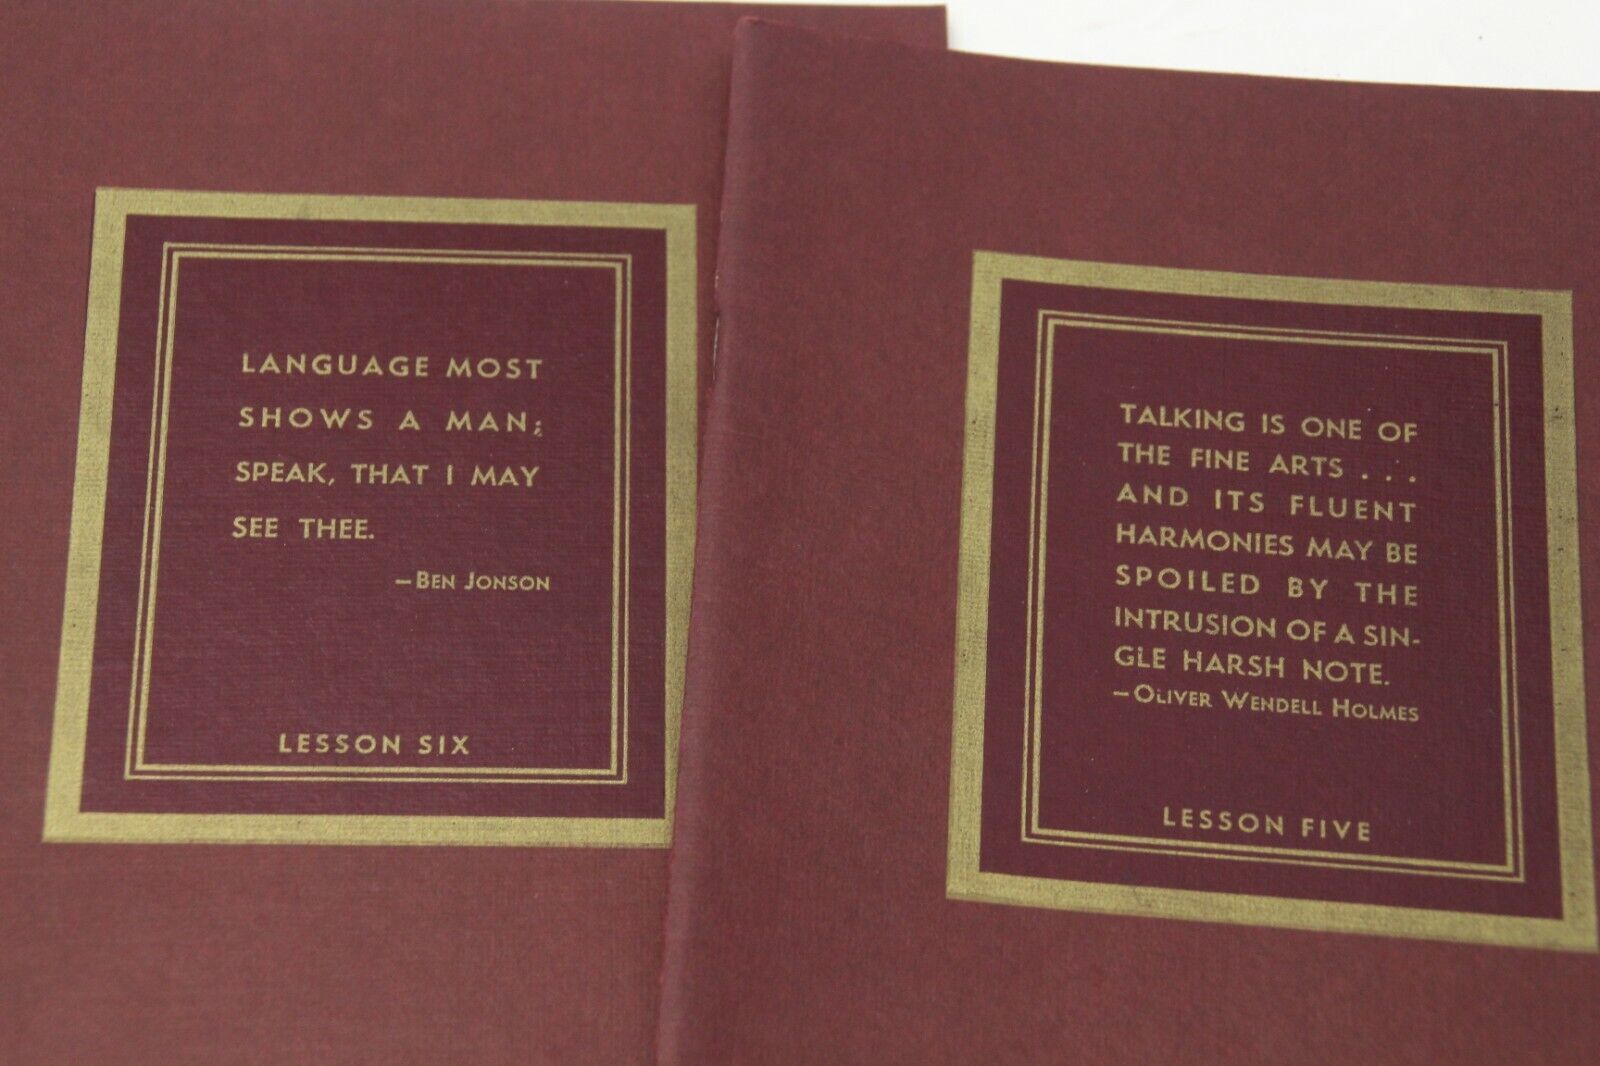 LANGUAGE MOST
SHOWS A MAN;
SPEAK, THAT I MAY
SEE THEE.
—BEN JONSON
LESSON SIX
TALKING IS ONE OF
THE FINE ARTS . . .
AND ITS FLUENT
HARMONIES MAY BE
SPOILED BY THE
INTRUSION OF A SIN-
GLE HARSH NOTE.
—OLIVER WENDELL HOLMES
LESSON FIVE